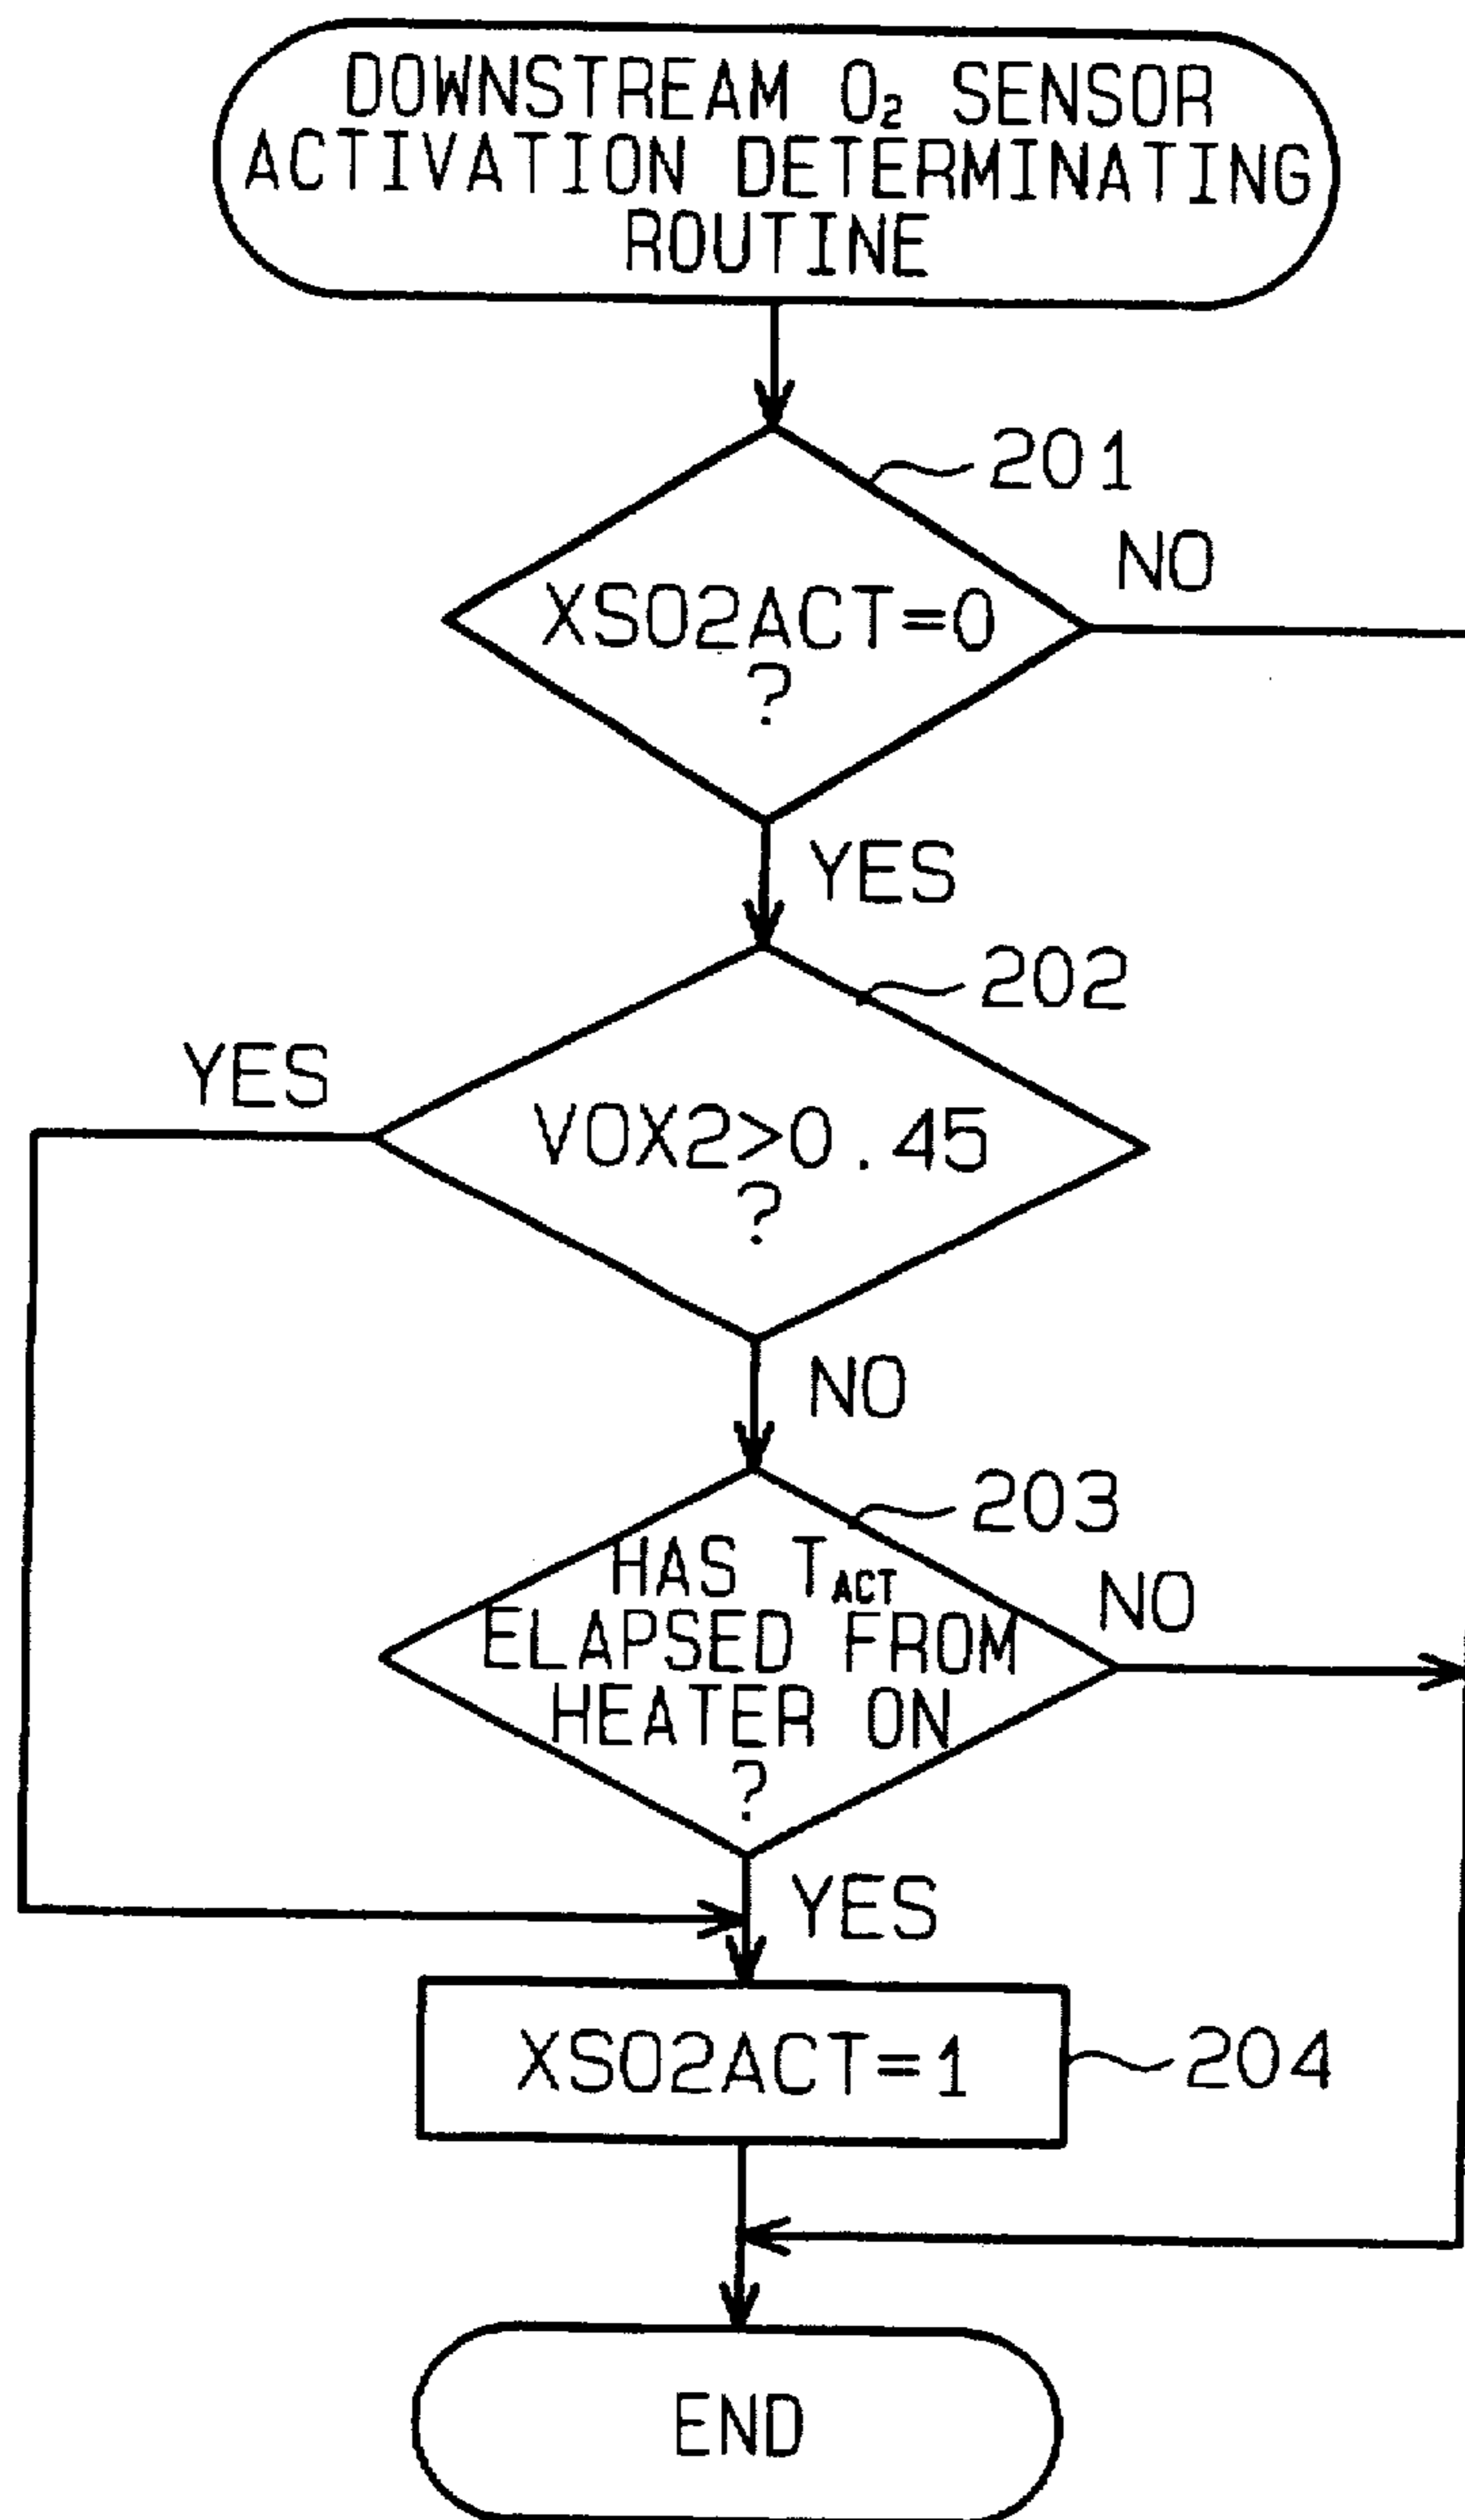 DOWNSTREAM O₂ SENSOR
ACTIVATION DETERMINATING
ROUTINE
201
NO
XSO2ACT=0
?
YES
202
YES
VOX2>0.45
?
NO
203
HAS TACT
NO
ELAPSED FROM
HEATER ON
?
YES
XSO2ACT=1
204
END